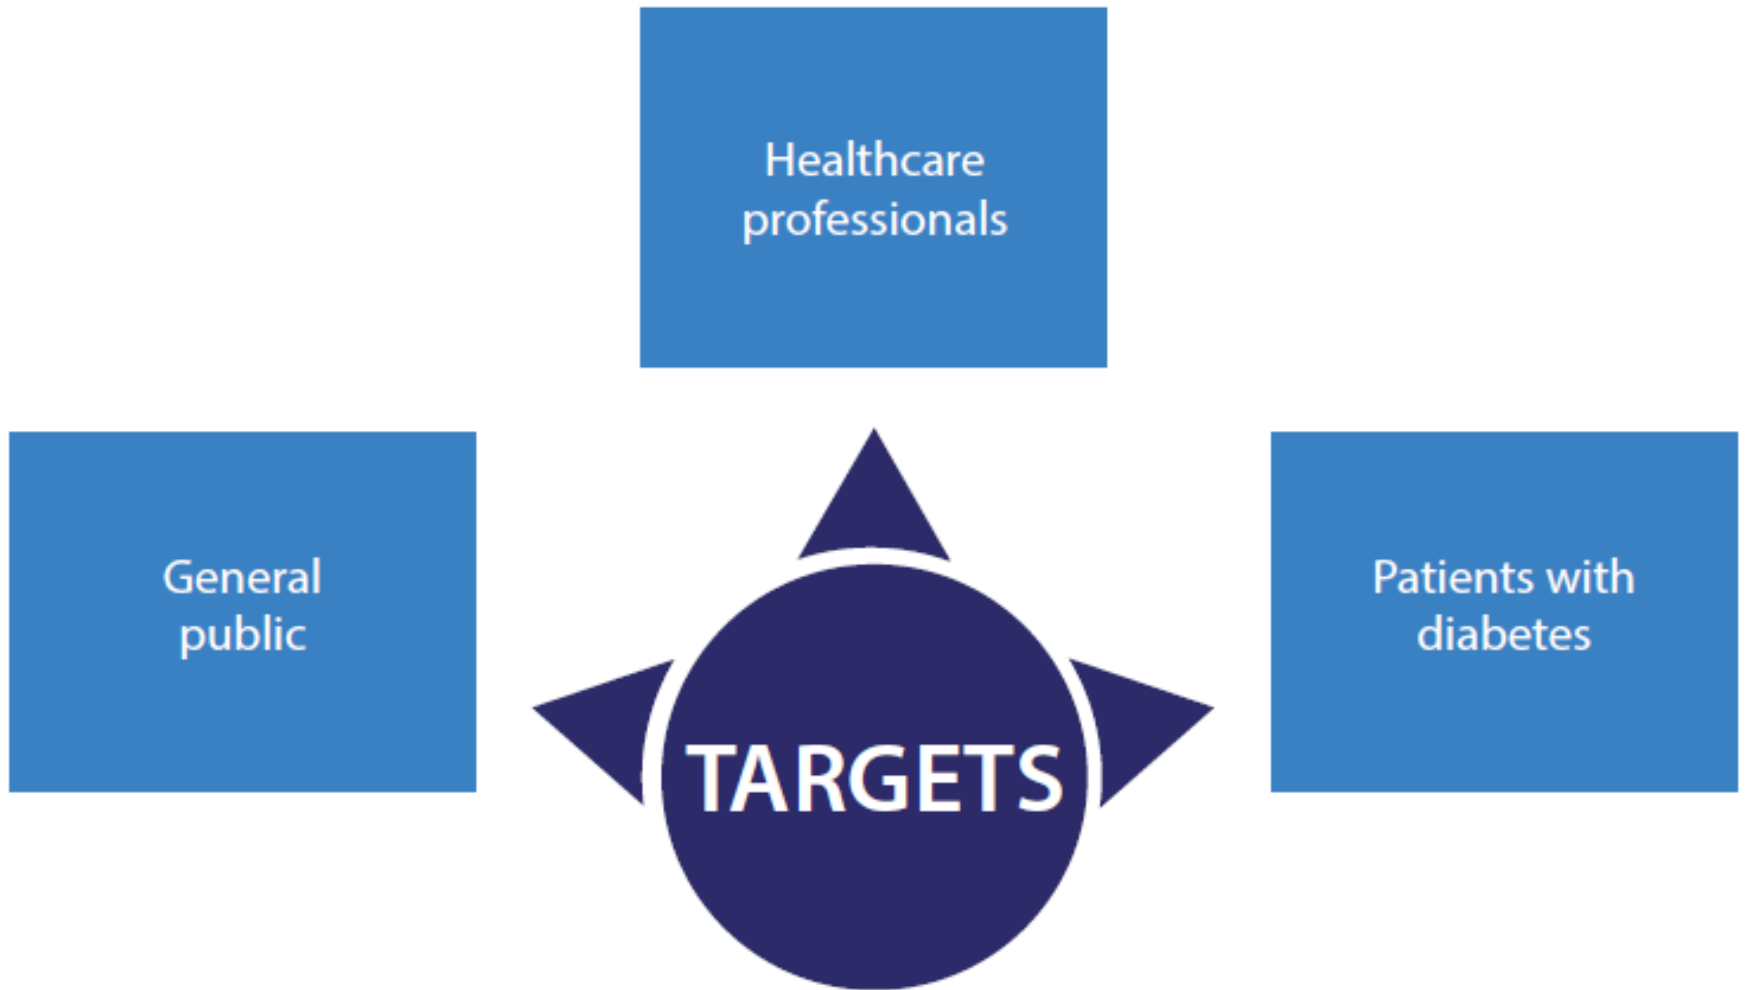 Healthcare
professionals
General
public
Patients with
diabetes
TARGETS